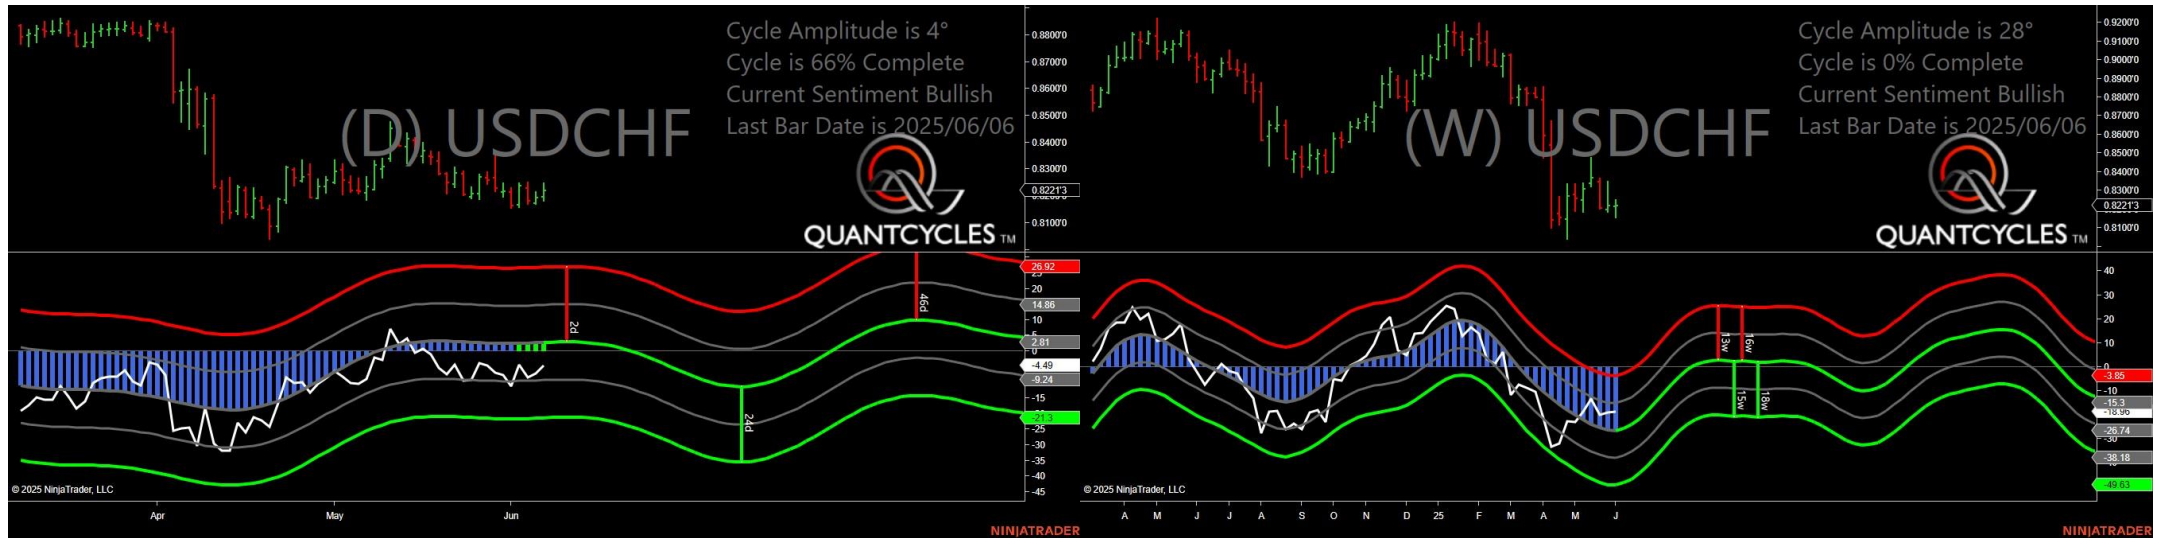 Cycle Amplitude is 4°
Cycle is 66% Complete
Current Sentiment Bullish
Last Bar Date is 2025/06/06
(D) USDCHF
QUANTCYCLES TM
0.8800'0
0.8700'0
0.8600'0
0.8500'0
0.8400'0
0.8300'0
0.8221'3
0.8100'0
26.92
20
14.86
10
5
2.81
0
-4.49
-9.24
-15
-21.3
-25
-30
-35
-40
-45
2d
24d
46d
© 2025 NinjaTrader, LLC
Apr
May
Jun
NINJATRADER
Cycle Amplitude is 28°
Cycle is 0% Complete
Current Sentiment Bullish
Last Bar Date is 2025/06/06
(W) USDCHF
QUANTCYCLES TM
0.9200'0
0.9100'0
0.9000'0
0.8900'0
0.8800'0
0.8700'0
0.8600'0
0.8500'0
0.8400'0
0.8300'0
0.8221'3
0.8100'0
40
30
20
10
0
-3.85
-10
-15.3
-18.96
-26.74
-30
-38.18
-49.63
13w
16w
15w
18w
© 2025 NinjaTrader, LLC
A M J J A S O N D 25 F M A M J
NINJATRADER